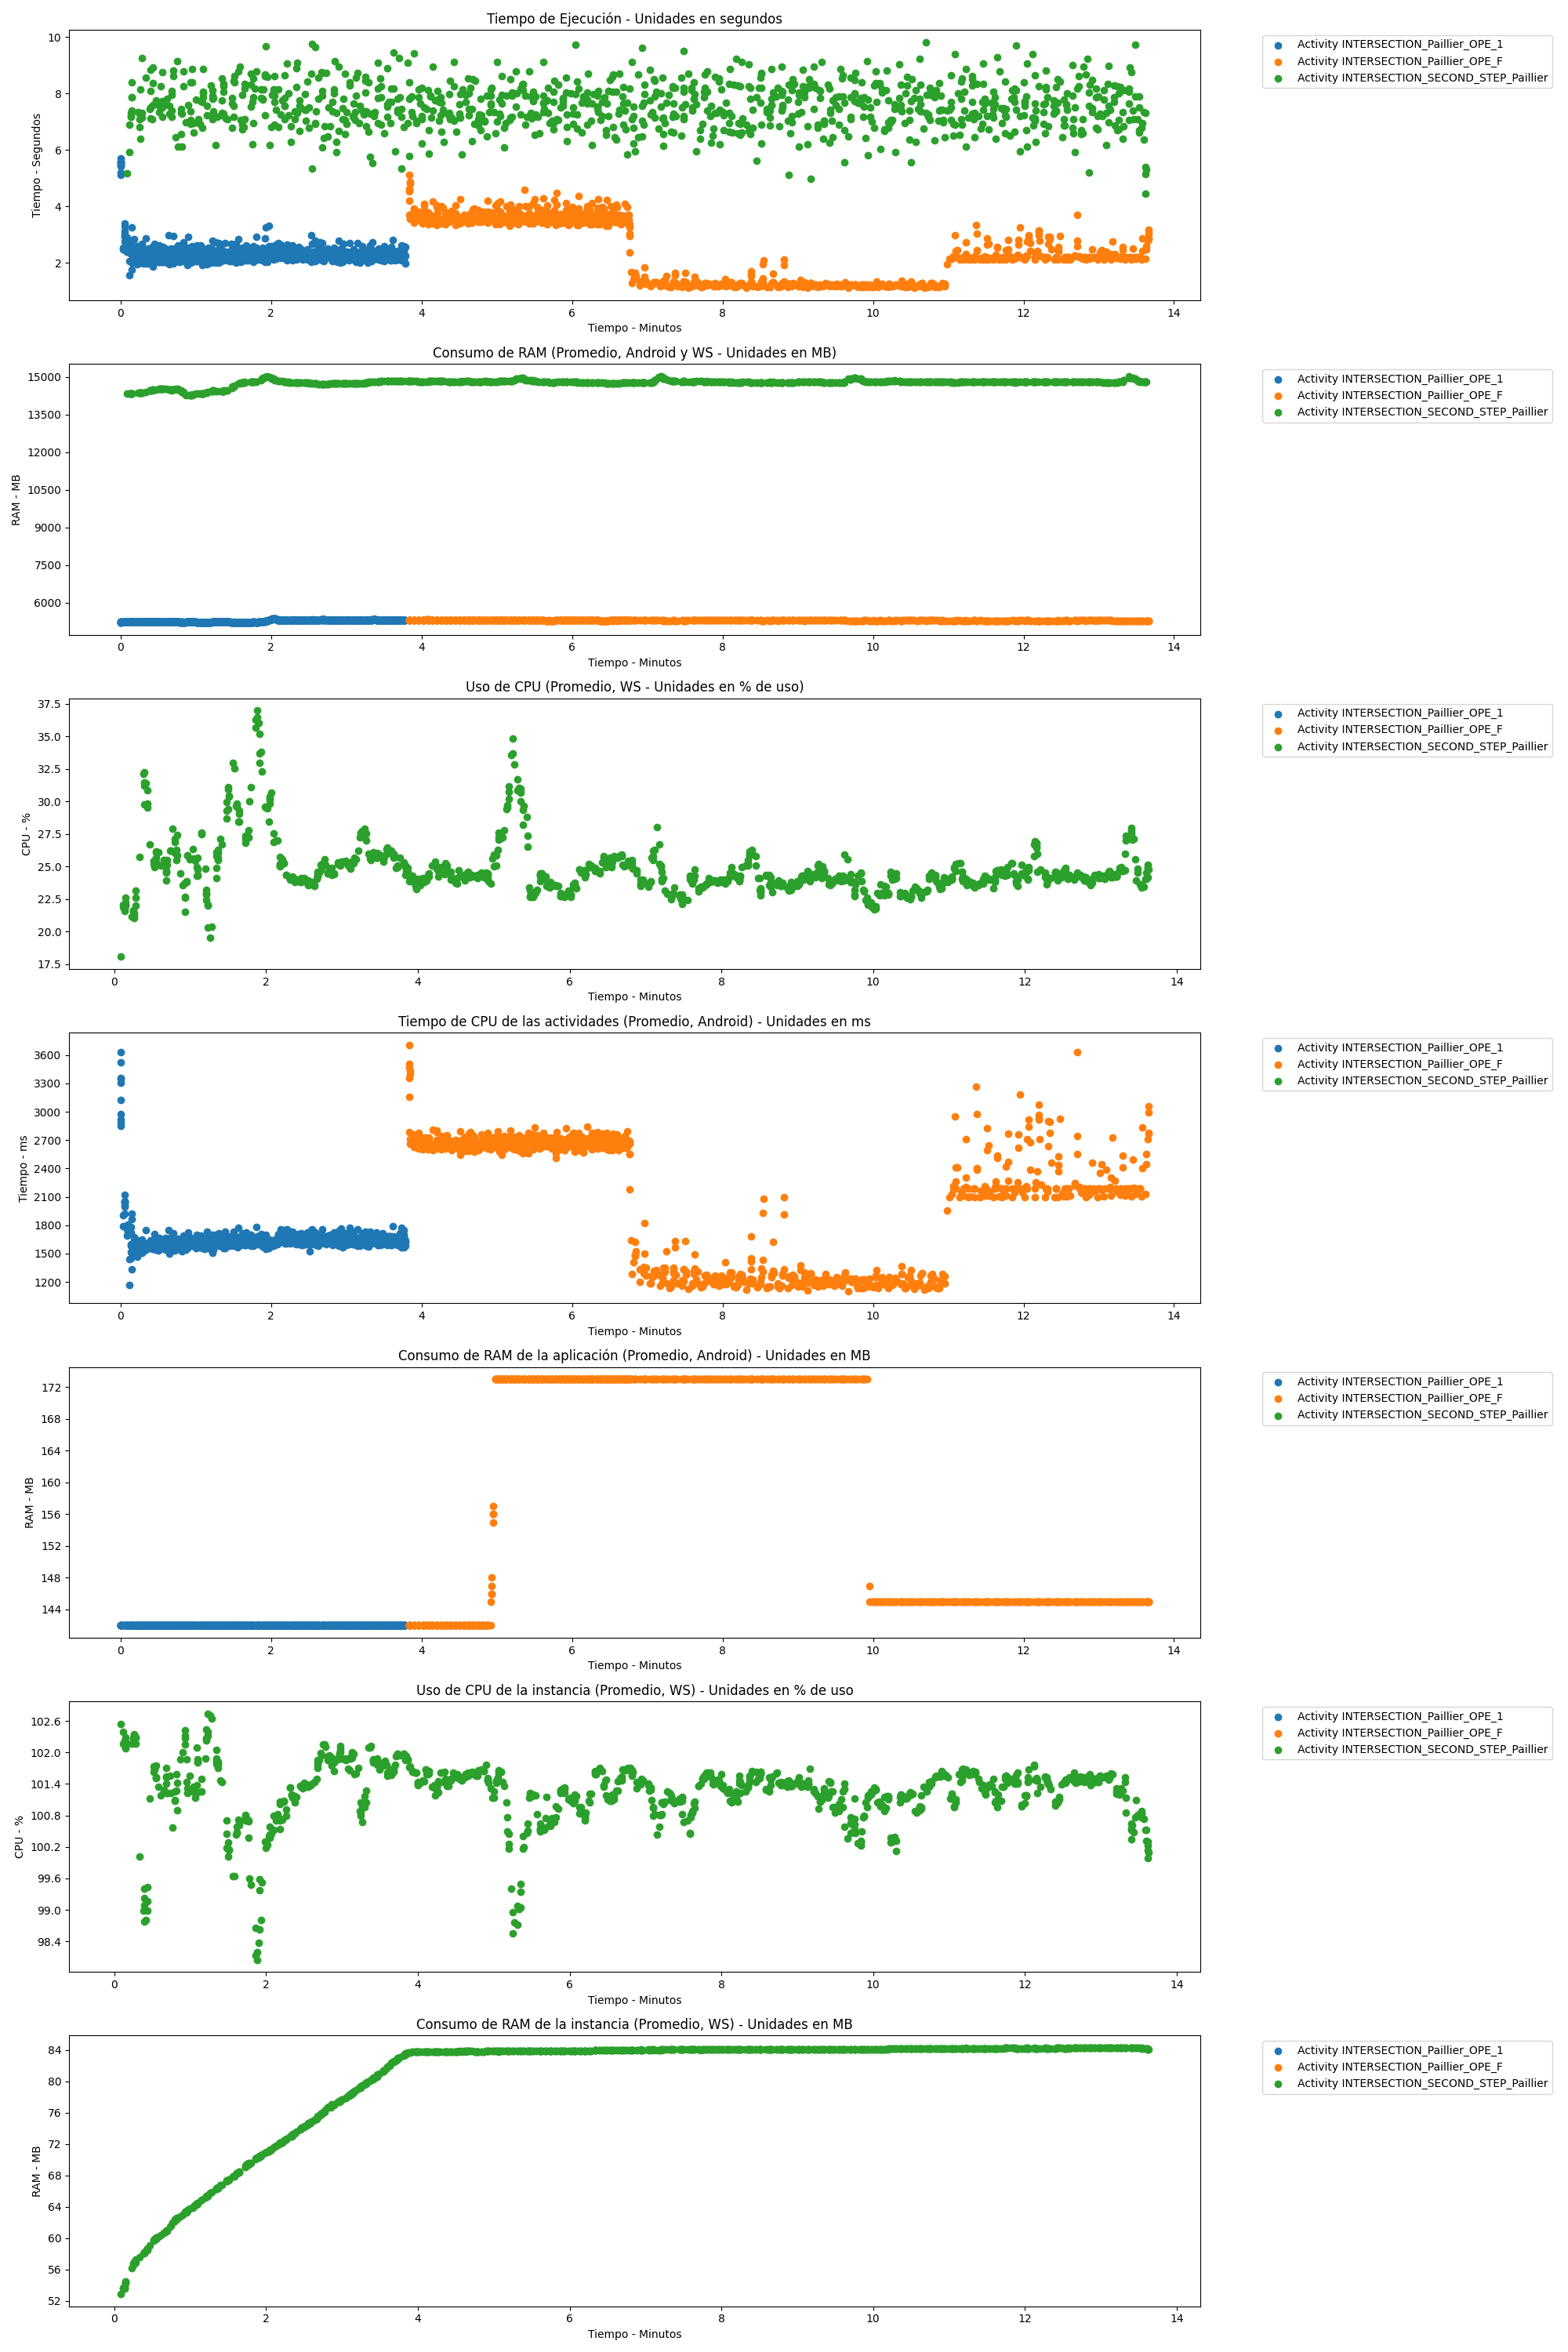 Tiempo de Ejecución - Unidades en segundos
10
8
6
4
2
Tiempo - Segundos
0 2 4 6 8 10 12 14
Tiempo - Minutos
Activity INTERSECTION_Paillier_OPE_1
Activity INTERSECTION_Paillier_OPE_F
Activity INTERSECTION_SECOND_STEP_Paillier
Consumo de RAM (Promedio, Android y WS - Unidades en MB)
15000
13500
12000
10500
9000
7500
6000
RAM - MB
0 2 4 6 8 10 12 14
Tiempo - Minutos
Activity INTERSECTION_Paillier_OPE_1
Activity INTERSECTION_Paillier_OPE_F
Activity INTERSECTION_SECOND_STEP_Paillier
Uso de CPU (Promedio, WS - Unidades en % de uso)
37.5
35.0
32.5
30.0
27.5
25.0
22.5
20.0
17.5
CPU - %
0 2 4 6 8 10 12 14
Tiempo - Minutos
Activity INTERSECTION_Paillier_OPE_1
Activity INTERSECTION_Paillier_OPE_F
Activity INTERSECTION_SECOND_STEP_Paillier
Tiempo de CPU de las actividades (Promedio, Android) - Unidades en ms
3600
3300
3000
2700
2400
2100
1800
1500
1200
Tiempo - ms
0 2 4 6 8 10 12 14
Tiempo - Minutos
Activity INTERSECTION_Paillier_OPE_1
Activity INTERSECTION_Paillier_OPE_F
Activity INTERSECTION_SECOND_STEP_Paillier
Consumo de RAM de la aplicación (Promedio, Android) - Unidades en MB
172
168
164
160
156
152
148
144
RAM - MB
0 2 4 6 8 10 12 14
Tiempo - Minutos
Activity INTERSECTION_Paillier_OPE_1
Activity INTERSECTION_Paillier_OPE_F
Activity INTERSECTION_SECOND_STEP_Paillier
Uso de CPU de la instancia (Promedio, WS) - Unidades en % de uso
102.6
102.0
101.4
100.8
100.2
99.6
99.0
98.4
CPU - %
0 2 4 6 8 10 12 14
Tiempo - Minutos
Activity INTERSECTION_Paillier_OPE_1
Activity INTERSECTION_Paillier_OPE_F
Activity INTERSECTION_SECOND_STEP_Paillier
Consumo de RAM de la instancia (Promedio, WS) - Unidades en MB
84
80
76
72
68
64
60
56
52
RAM - MB
0 2 4 6 8 10 12 14
Tiempo - Minutos
Activity INTERSECTION_Paillier_OPE_1
Activity INTERSECTION_Paillier_OPE_F
Activity INTERSECTION_SECOND_STEP_Paillier